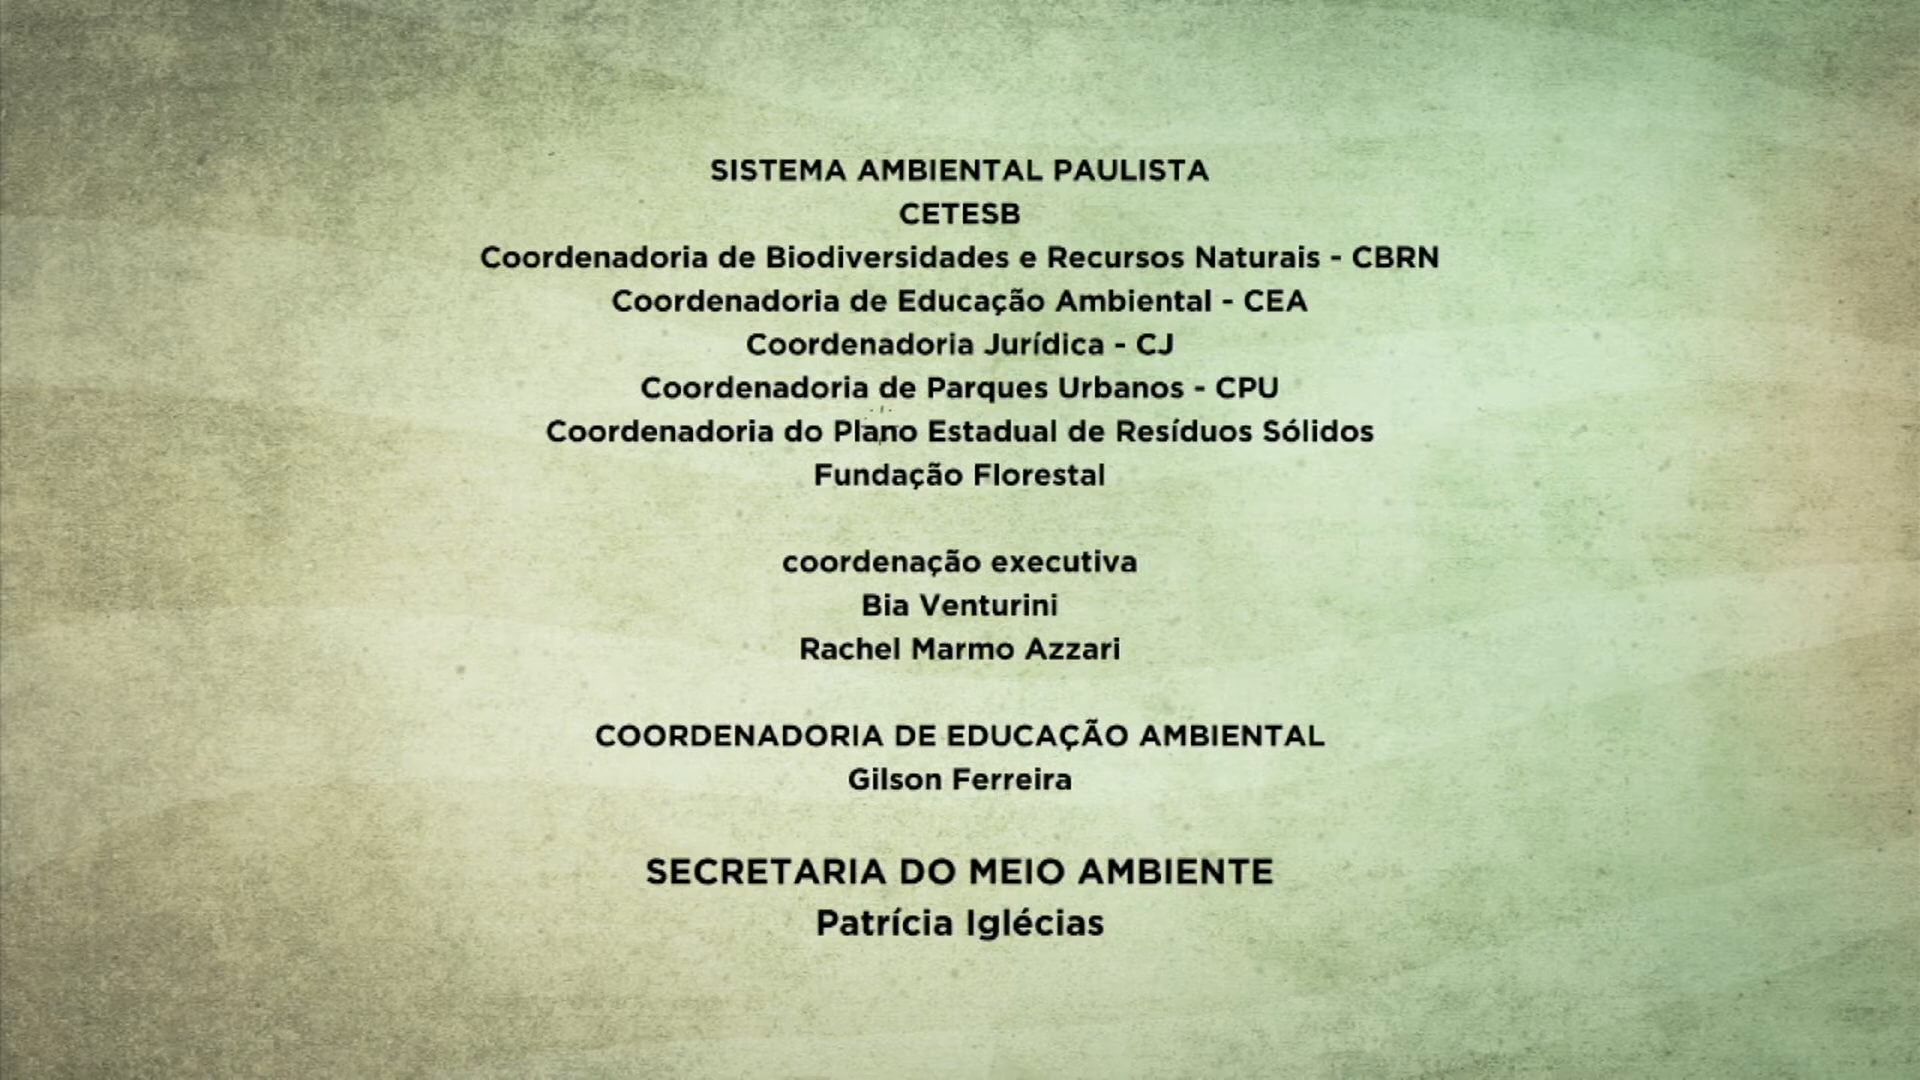 SISTEMA AMBIENTAL PAULISTA
CETESB
Coordenadoria de Biodiversidades e Recursos Naturais - CBRN
Coordenadoria de Educação Ambiental - CEA
Coordenadoria Jurídica - CJ
Coordenadoria de Parques Urbanos - CPU
Coordenadoria do Plano Estadual de Resíduos Sólidos
Fundação Florestal
coordenação executiva
Bia Venturini
Rachel Marmo Azzari
COORDENADORIA DE EDUCAÇÃO AMBIENTAL
Gilson Ferreira
SECRETARIA DO MEIO AMBIENTE
Patrícia Iglécias